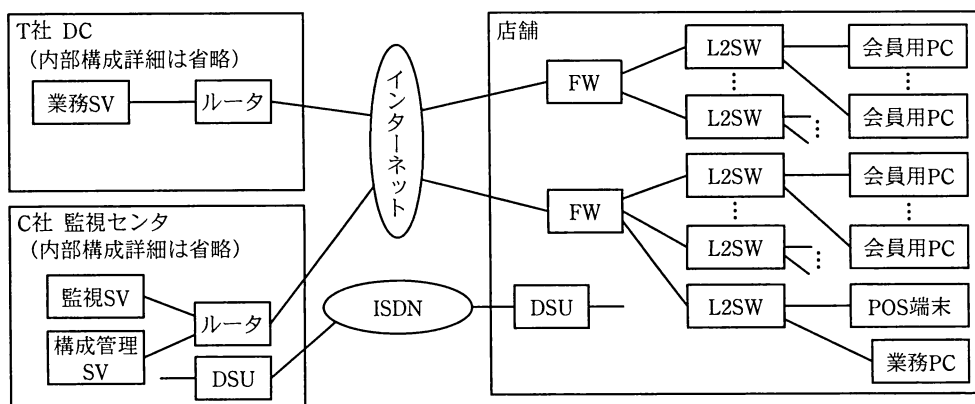 T社 DC
(内部構成詳細は省略)
業務SV
ルータ
C社 監視センタ
(内部構成詳細は省略)
監視SV
構成管理
SV
ルータ
DSU
インターネット
ISDN
店舗
FW
L2SW
会員用PC
⋮
⋮
L2SW
⋮
会員用PC
FW
L2SW
会員用PC
⋮
⋮
L2SW
⋮
会員用PC
DSU
L2SW
POS端末
業務PC